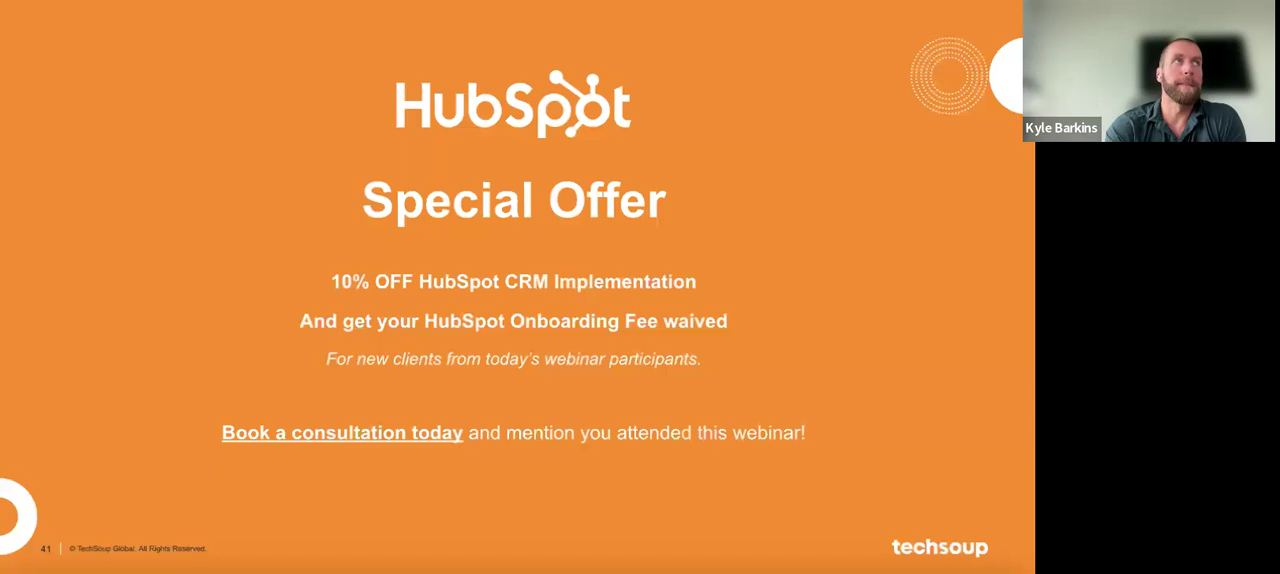 HubSpot
Special Offer
10% OFF HubSpot CRM Implementation
And get your HubSpot Onboarding Fee waived
For new clients from today's webinar participants.
Book a consultation today and mention you attended this webinar!
41
© TechSoup Global. All Rights Reserved.
techsoup
Kyle Barkins